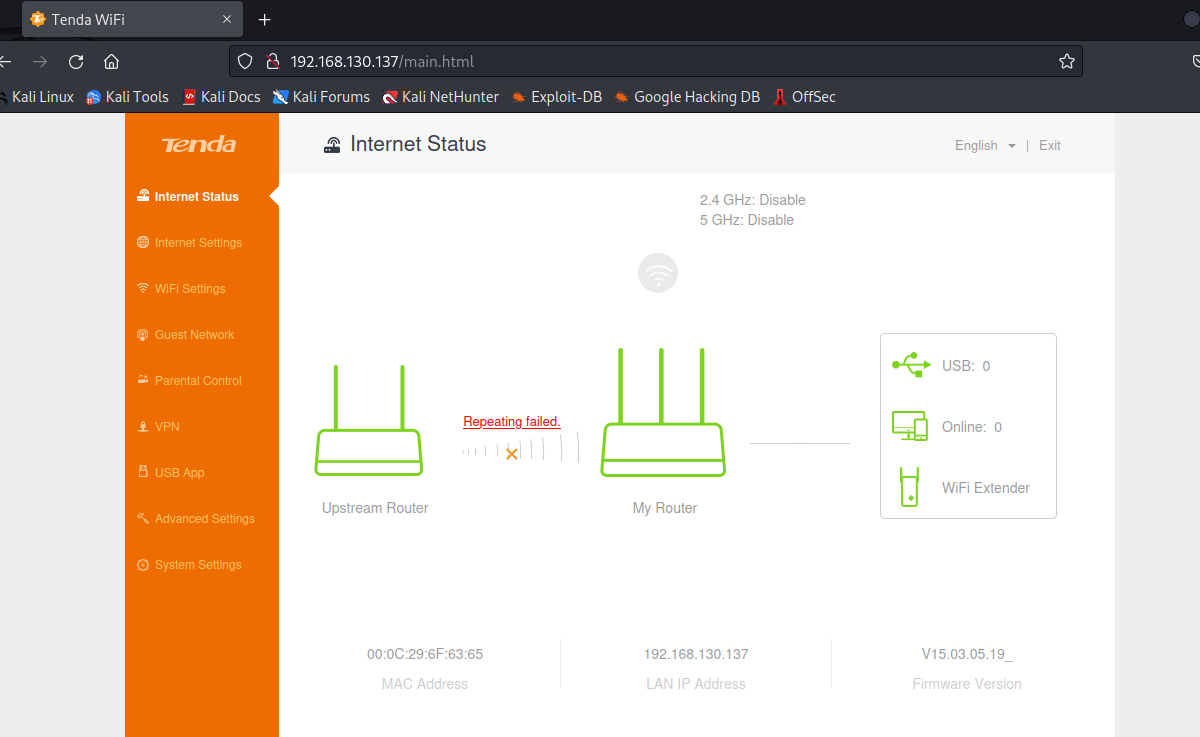 Tenda WiFi
192.168.130.137/main.html
Kali Linux Kali Tools Kali Docs Kali Forums Kali NetHunter Exploit-DB Google Hacking DB OffSec
Tenda
Internet Status
English | Exit
Internet Status
Internet Settings
WiFi Settings
Guest Network
Parental Control
VPN
USB App
Advanced Settings
System Settings
2.4 GHz: Disable
5 GHz: Disable
Repeating failed.
Upstream Router
My Router
USB: 0
Online: 0
WiFi Extender
00:0C:29:6F:63:65
MAC Address
192.168.130.137
LAN IP Address
V15.03.05.19_
Firmware Version